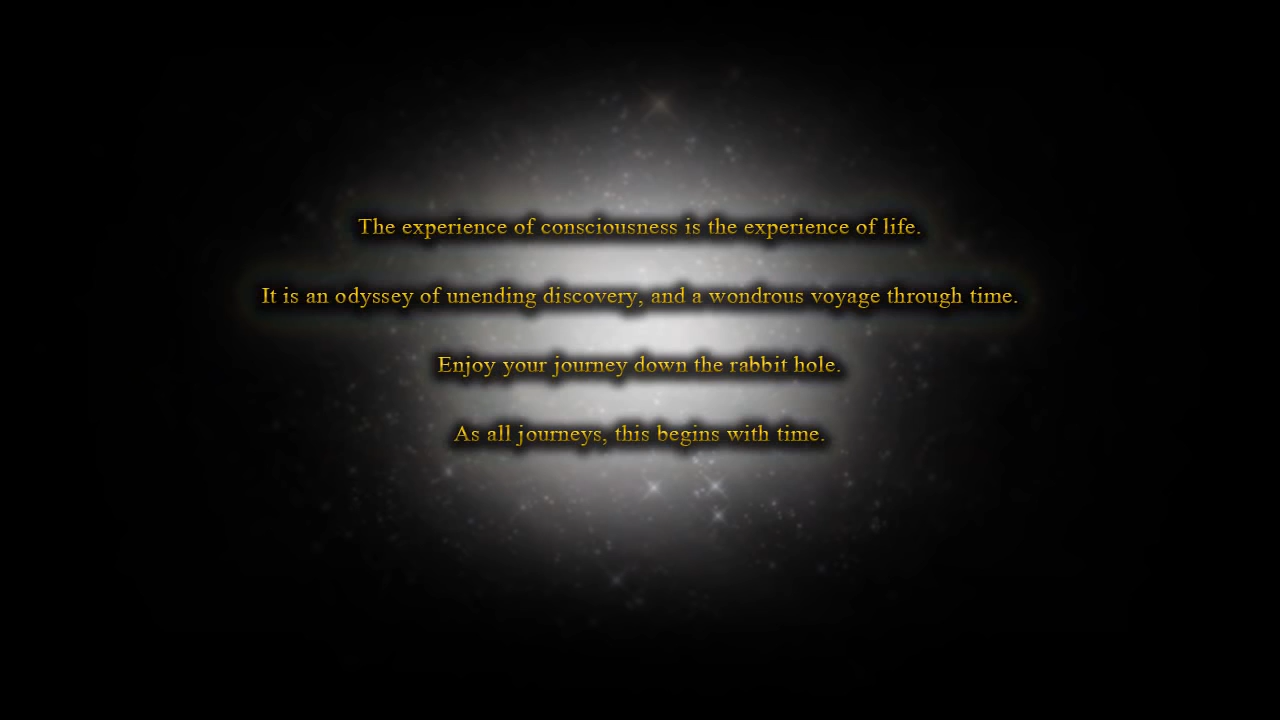 The experience of consciousness is the experience of life.
It is an odyssey of unending discovery, and a wondrous voyage through time.
Enjoy your journey down the rabbit hole.
As all journeys, this begins with time.